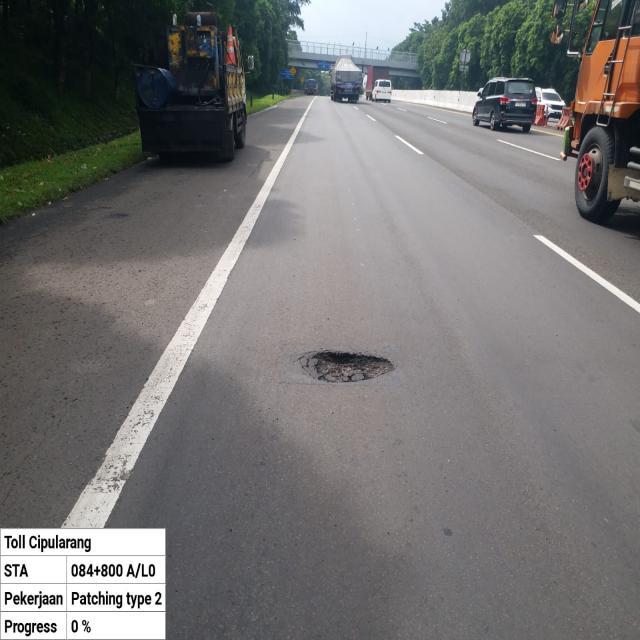 Toll Cipularang
STA 084+800 A/L0
Pekerjaan Patching type 2
Progress 0 %